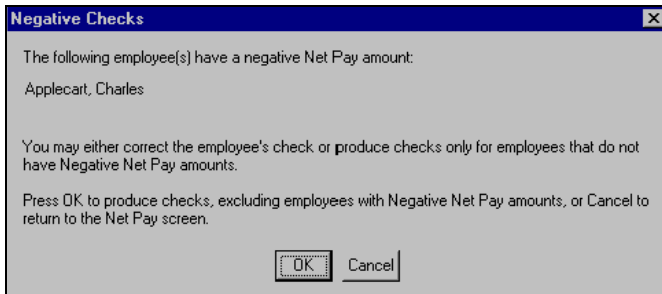 Negative Checks
The following employee(s) have a negative Net Pay amount:
Applecart, Charles
You may either correct the employee's check or produce checks only for employees that do not
have Negative Net Pay amounts.
Press OK to produce checks, excluding employees with Negative Net Pay amounts, or Cancel to
return to the Net Pay screen.
OK Cancel